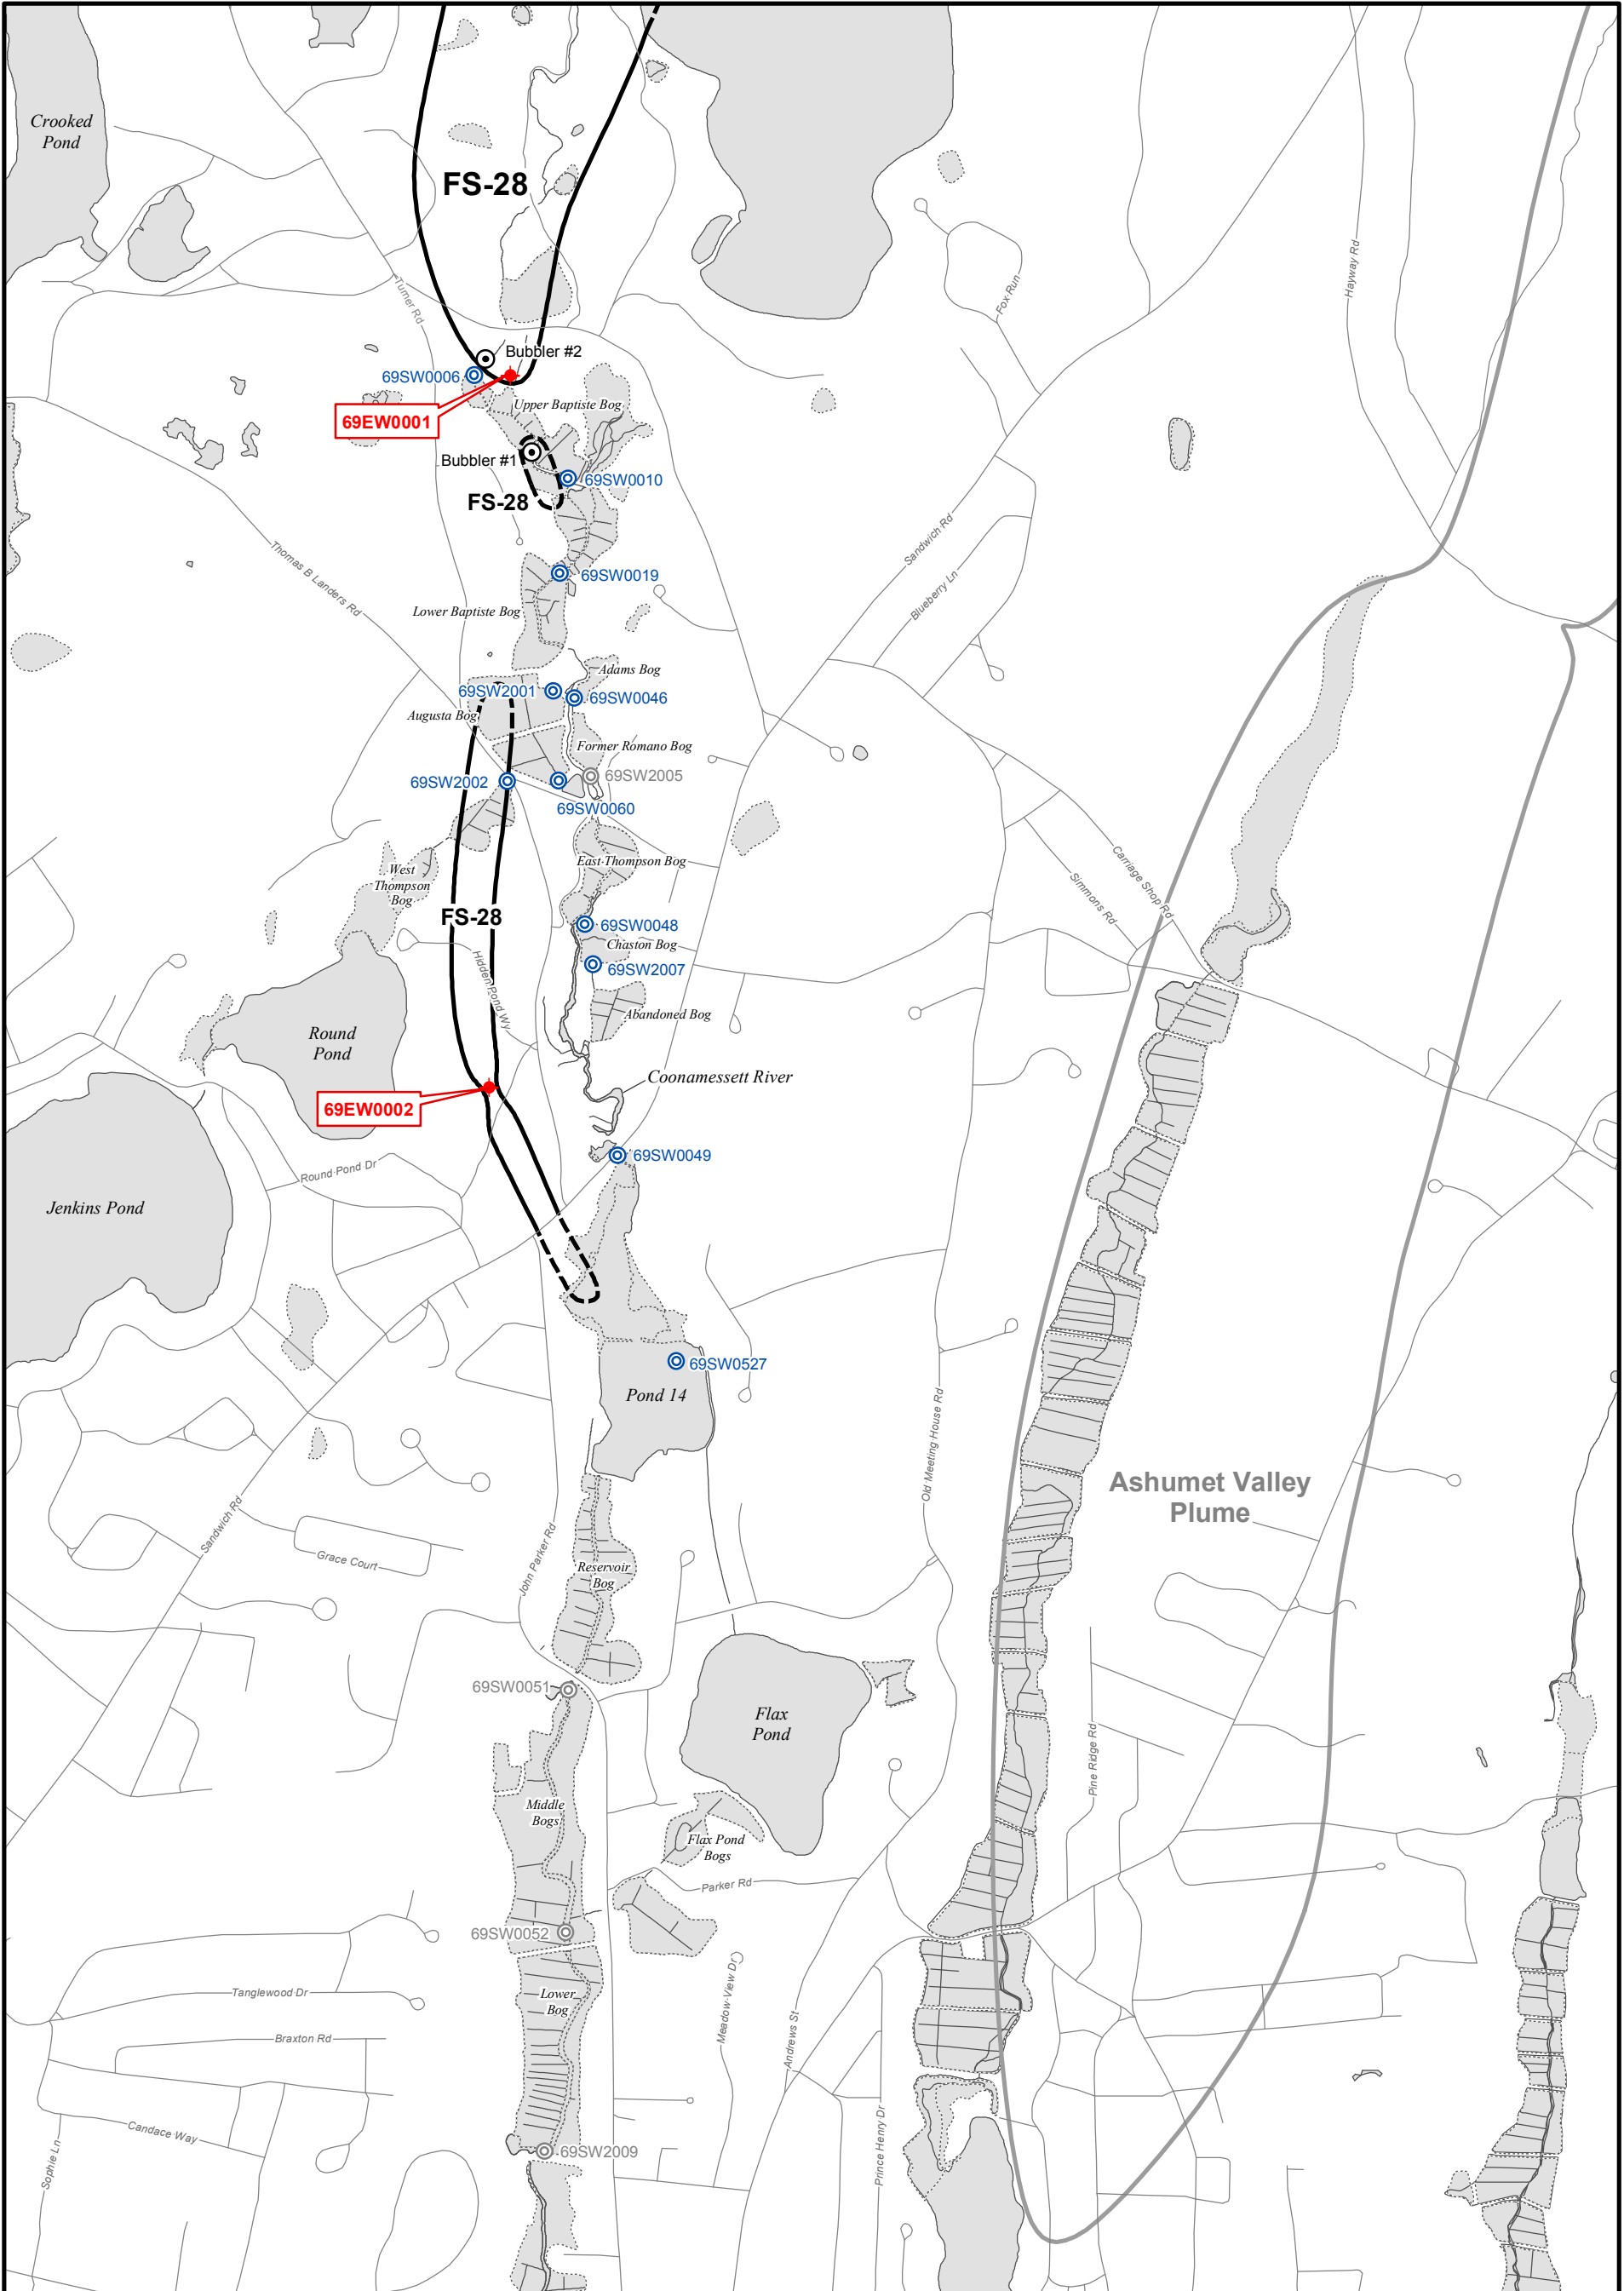 Crooked
Pond
FS-28
Fox Run
Hayway Rd
Turner Rd
Bubbler #2
69SW0006
69EW0001
Upper Baptiste Bog
Bubbler #1
69SW0010
FS-28
Sandwich Rd
Thomas B Landers Rd
69SW0019
Blueberry Ln
Lower Baptiste Bog
Adams Bog
69SW2001
69SW0046
Augusta Bog
Former Romano Bog
69SW2005
69SW2002
69SW0060
East Thompson Bog
West
Thompson
Bog
Carriage Shop Rd
Simmons Rd
FS-28
69SW0048
Chaston Bog
69SW2007
Hidden Pond Wy
Abandoned Bog
Round
Pond
Coonamessett River
69EW0002
69SW0049
Round Pond Dr
Jenkins Pond
69SW0527
Pond 14
Old Meeting House Rd
Ashumet Valley
Plume
Sandwich Rd
John Parker Rd
Grace Court
Reservoir
Bog
69SW0051
Flax
Pond
Pine Ridge Rd
Middle
Bogs
Flax Pond
Bogs
Parker Rd
69SW0052
Tanglewood Dr
Lower
Bog
Meadow View Dr
Braxton Rd
Andrews St
Candace Way
Prince Henry Dr
Sophie Ln
69SW2009